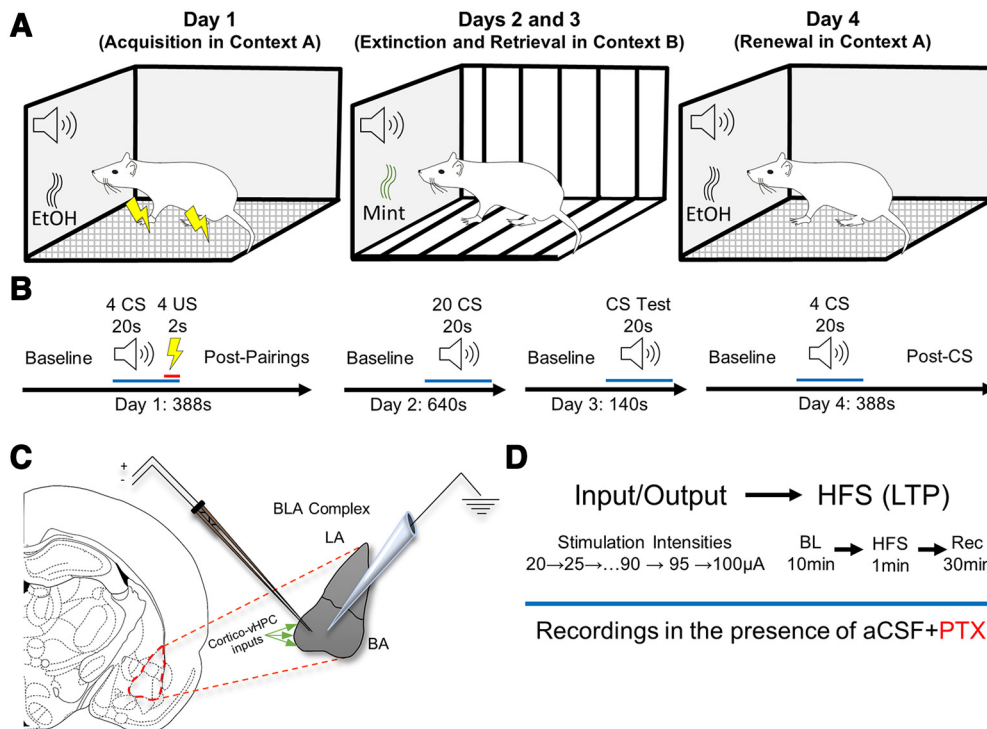 A
Day 1
(Acquisition in Context A)
Days 2 and 3
(Extinction and Retrieval in Context B)
Day 4
(Renewal in Context A)
EtOH
Mint
EtOH
B
4 CS
20s
4 US
2s
Baseline
Post-Pairings
Day 1: 388s
20 CS
20s
Baseline
Day 2: 640s
CS Test
20s
Baseline
Day 3: 140s
4 CS
20s
Baseline
Post-CS
Day 4: 388s
C
+
-
BLA Complex
LA
Cortico-vHPC
inputs
BA
D
Input/Output → HFS (LTP)
Stimulation Intensities
20→25→…90 → 95 →100µA
BL
10min
HFS
1min
Rec
30min
Recordings in the presence of aCSF+PTX